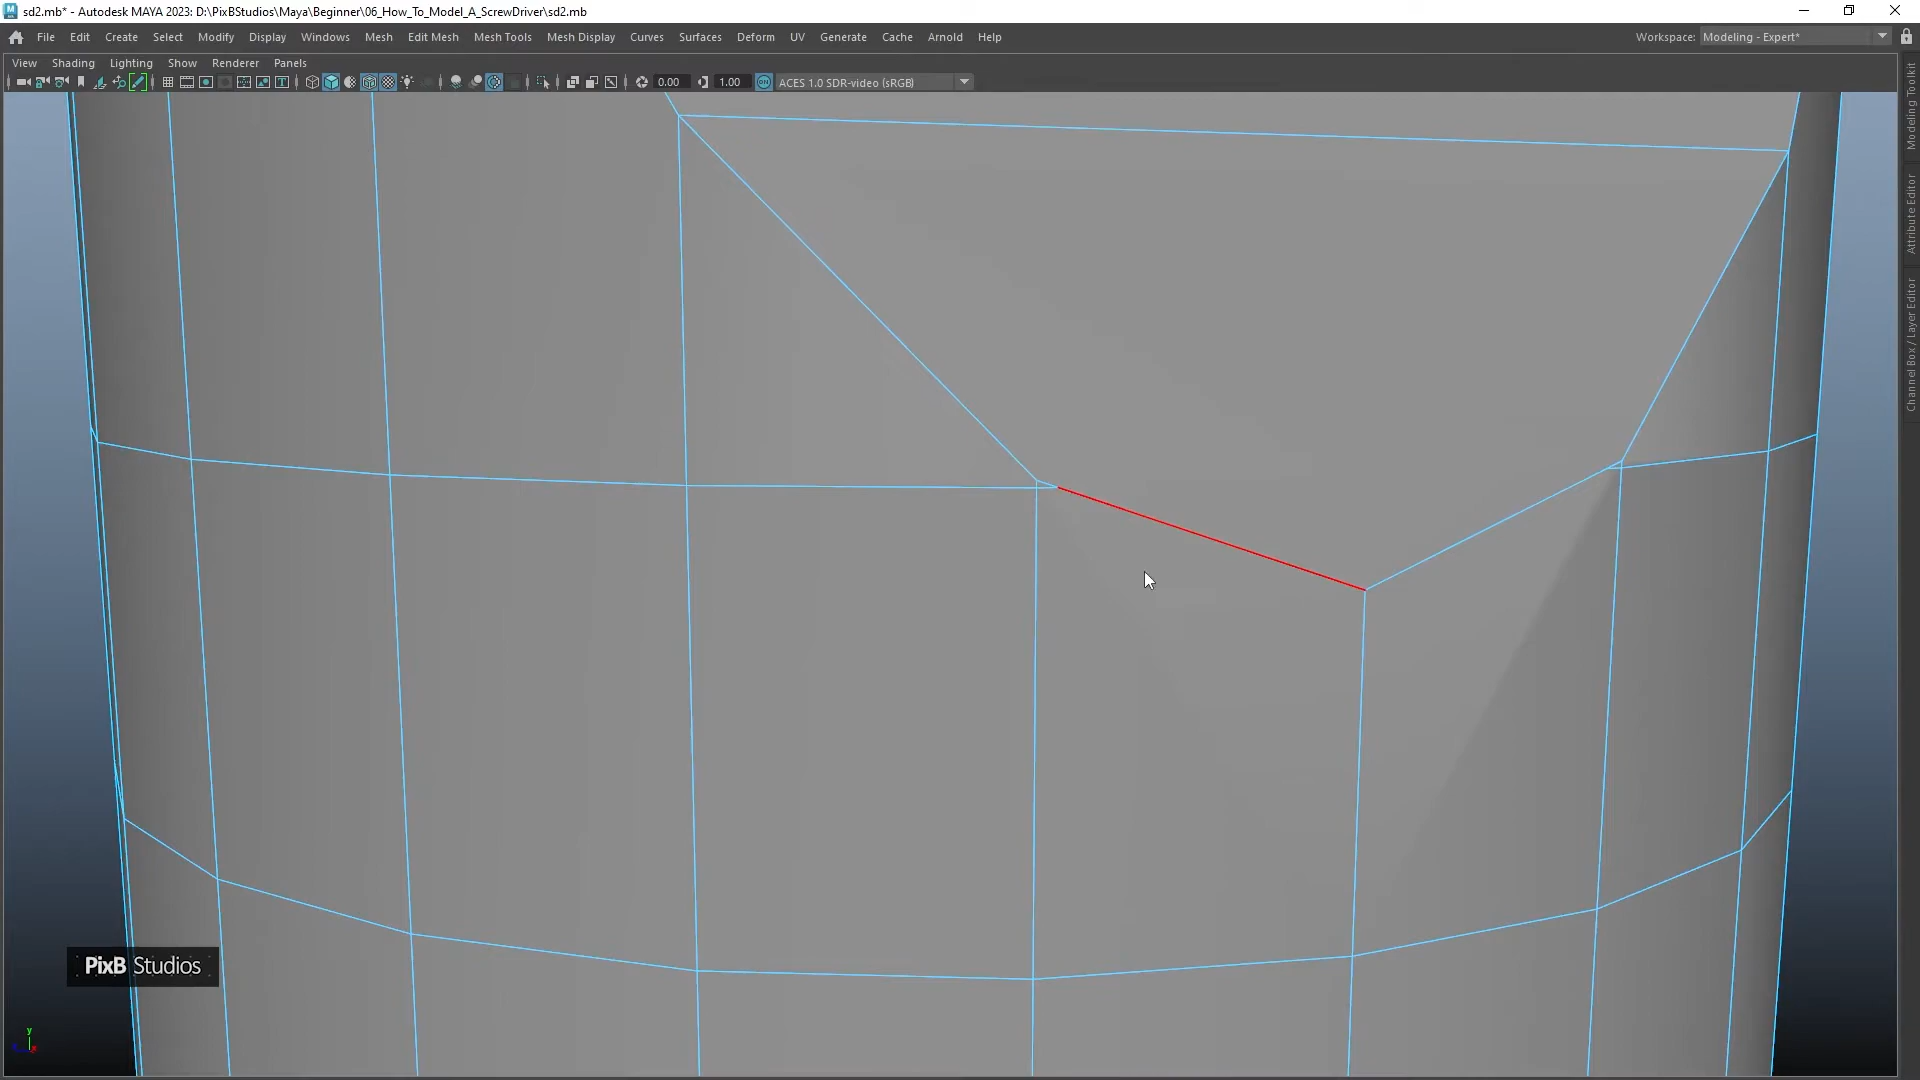 sd2.mb* - Autodesk MAYA 2023: D:\PixBStudios\Maya\Beginner\06_How_To_Model_A_ScrewDriver\sd2.mb
File Edit Create Select Modify Display Windows Mesh Edit Mesh Mesh Tools Mesh Display Curves Surfaces Deform UV Generate Cache Arnold Help Workspace: Modeling - Expert*
View Shading Lighting Show Renderer Panels
0.00 1.00 ACES 1.0 SDR-video (sRGB)
Modeling Toolkit
Attribute Editor
Channel Box / Layer Editor
PixB Studios
y